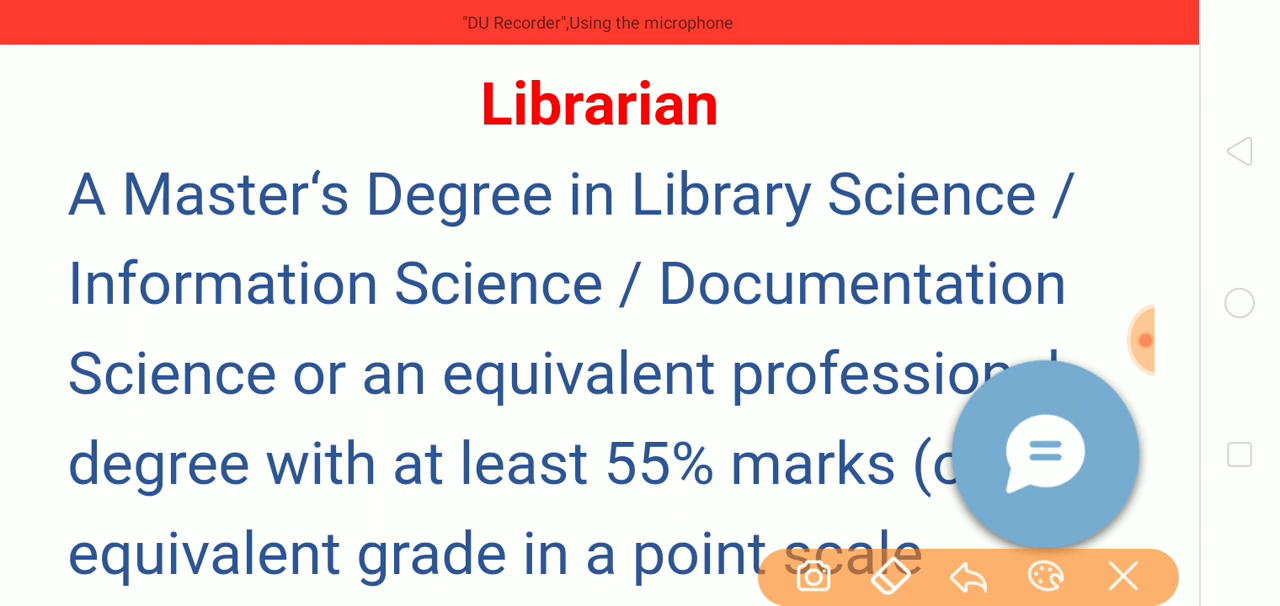 "DU Recorder",Using the microphone
Librarian
A Master‘s Degree in Library Science /
Information Science / Documentation
Science or an equivalent
degree with at least 55% marks
equivalent grade in a point scale